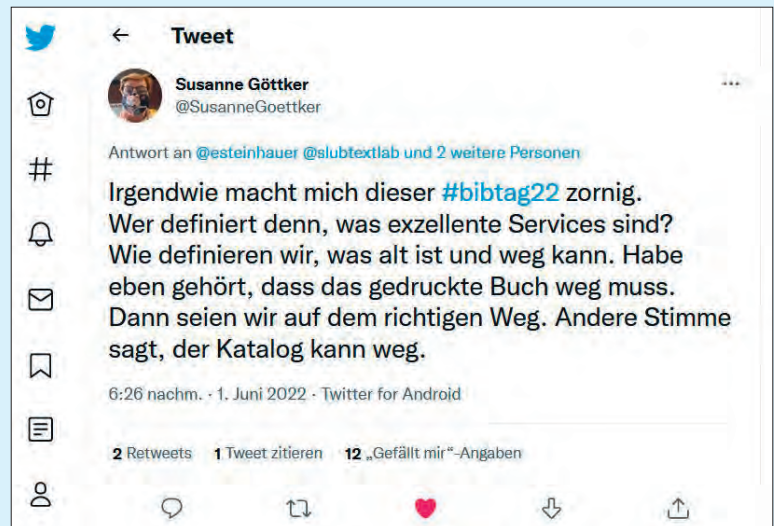 ← Tweet
Susanne Göttker
@SusanneGoettker
Antwort an @esteinhauer @slubtextlab und 2 weitere Personen
Irgendwie macht mich dieser #bibtag22 zornig.
Wer definiert denn, was exzellente Services sind?
Wie definieren wir, was alt ist und weg kann. Habe
eben gehört, dass das gedruckte Buch weg muss.
Dann seien wir auf dem richtigen Weg. Andere Stimme
sagt, der Katalog kann weg.
6:26 nachm. · 1. Juni 2022 · Twitter for Android
2 Retweets 1 Tweet zitieren 12 „Gefällt mir“-Angaben